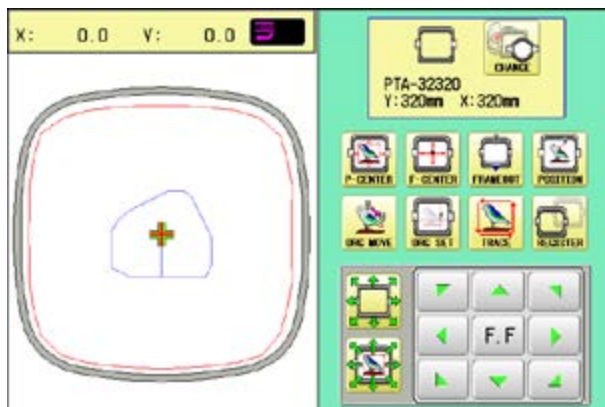 X: 0.0 Y: 0.0
CHANGE
PTA-32320
Y:320mm X:320mm
P-CENTER F-CENTER FRAMEOUT POSITION
ORG MOVE ORG SET TRACE REGISTER
F.F